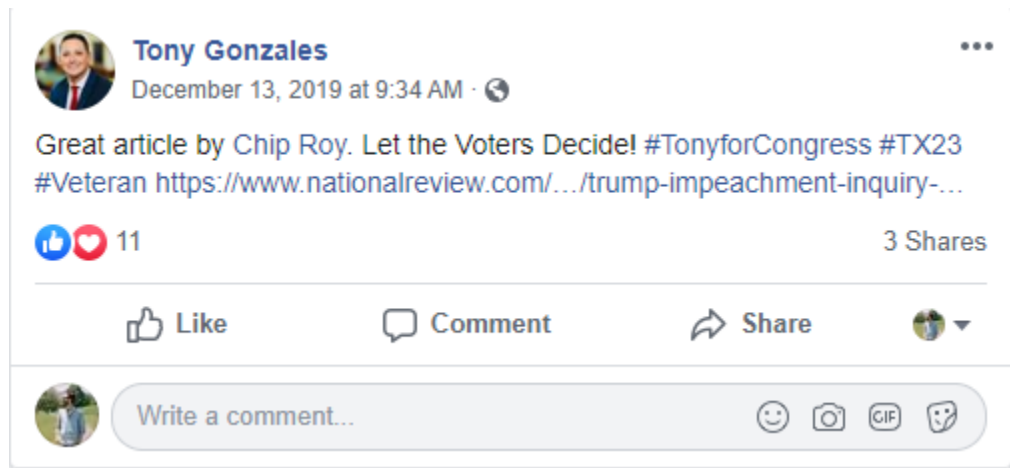 Tony Gonzales
December 13, 2019 at 9:34 AM ·
Great article by Chip Roy. Let the Voters Decide! #TonyforCongress #TX23
#Veteran https://www.nationalreview.com/…/trump-impeachment-inquiry-…
11
3 Shares
Like
Comment
Share
Write a comment...
GIF